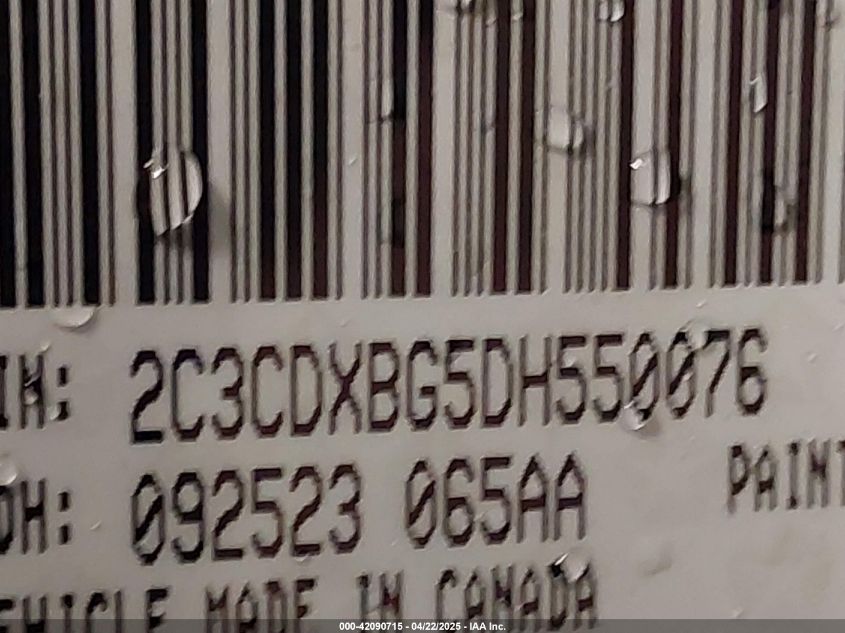 IN: 2C3CDXBG5DH550076
DH: 092523 065AA PAINT
EHICLE MADE IN CANADA
000-42090715 - 04/22/2025 - IAA Inc.